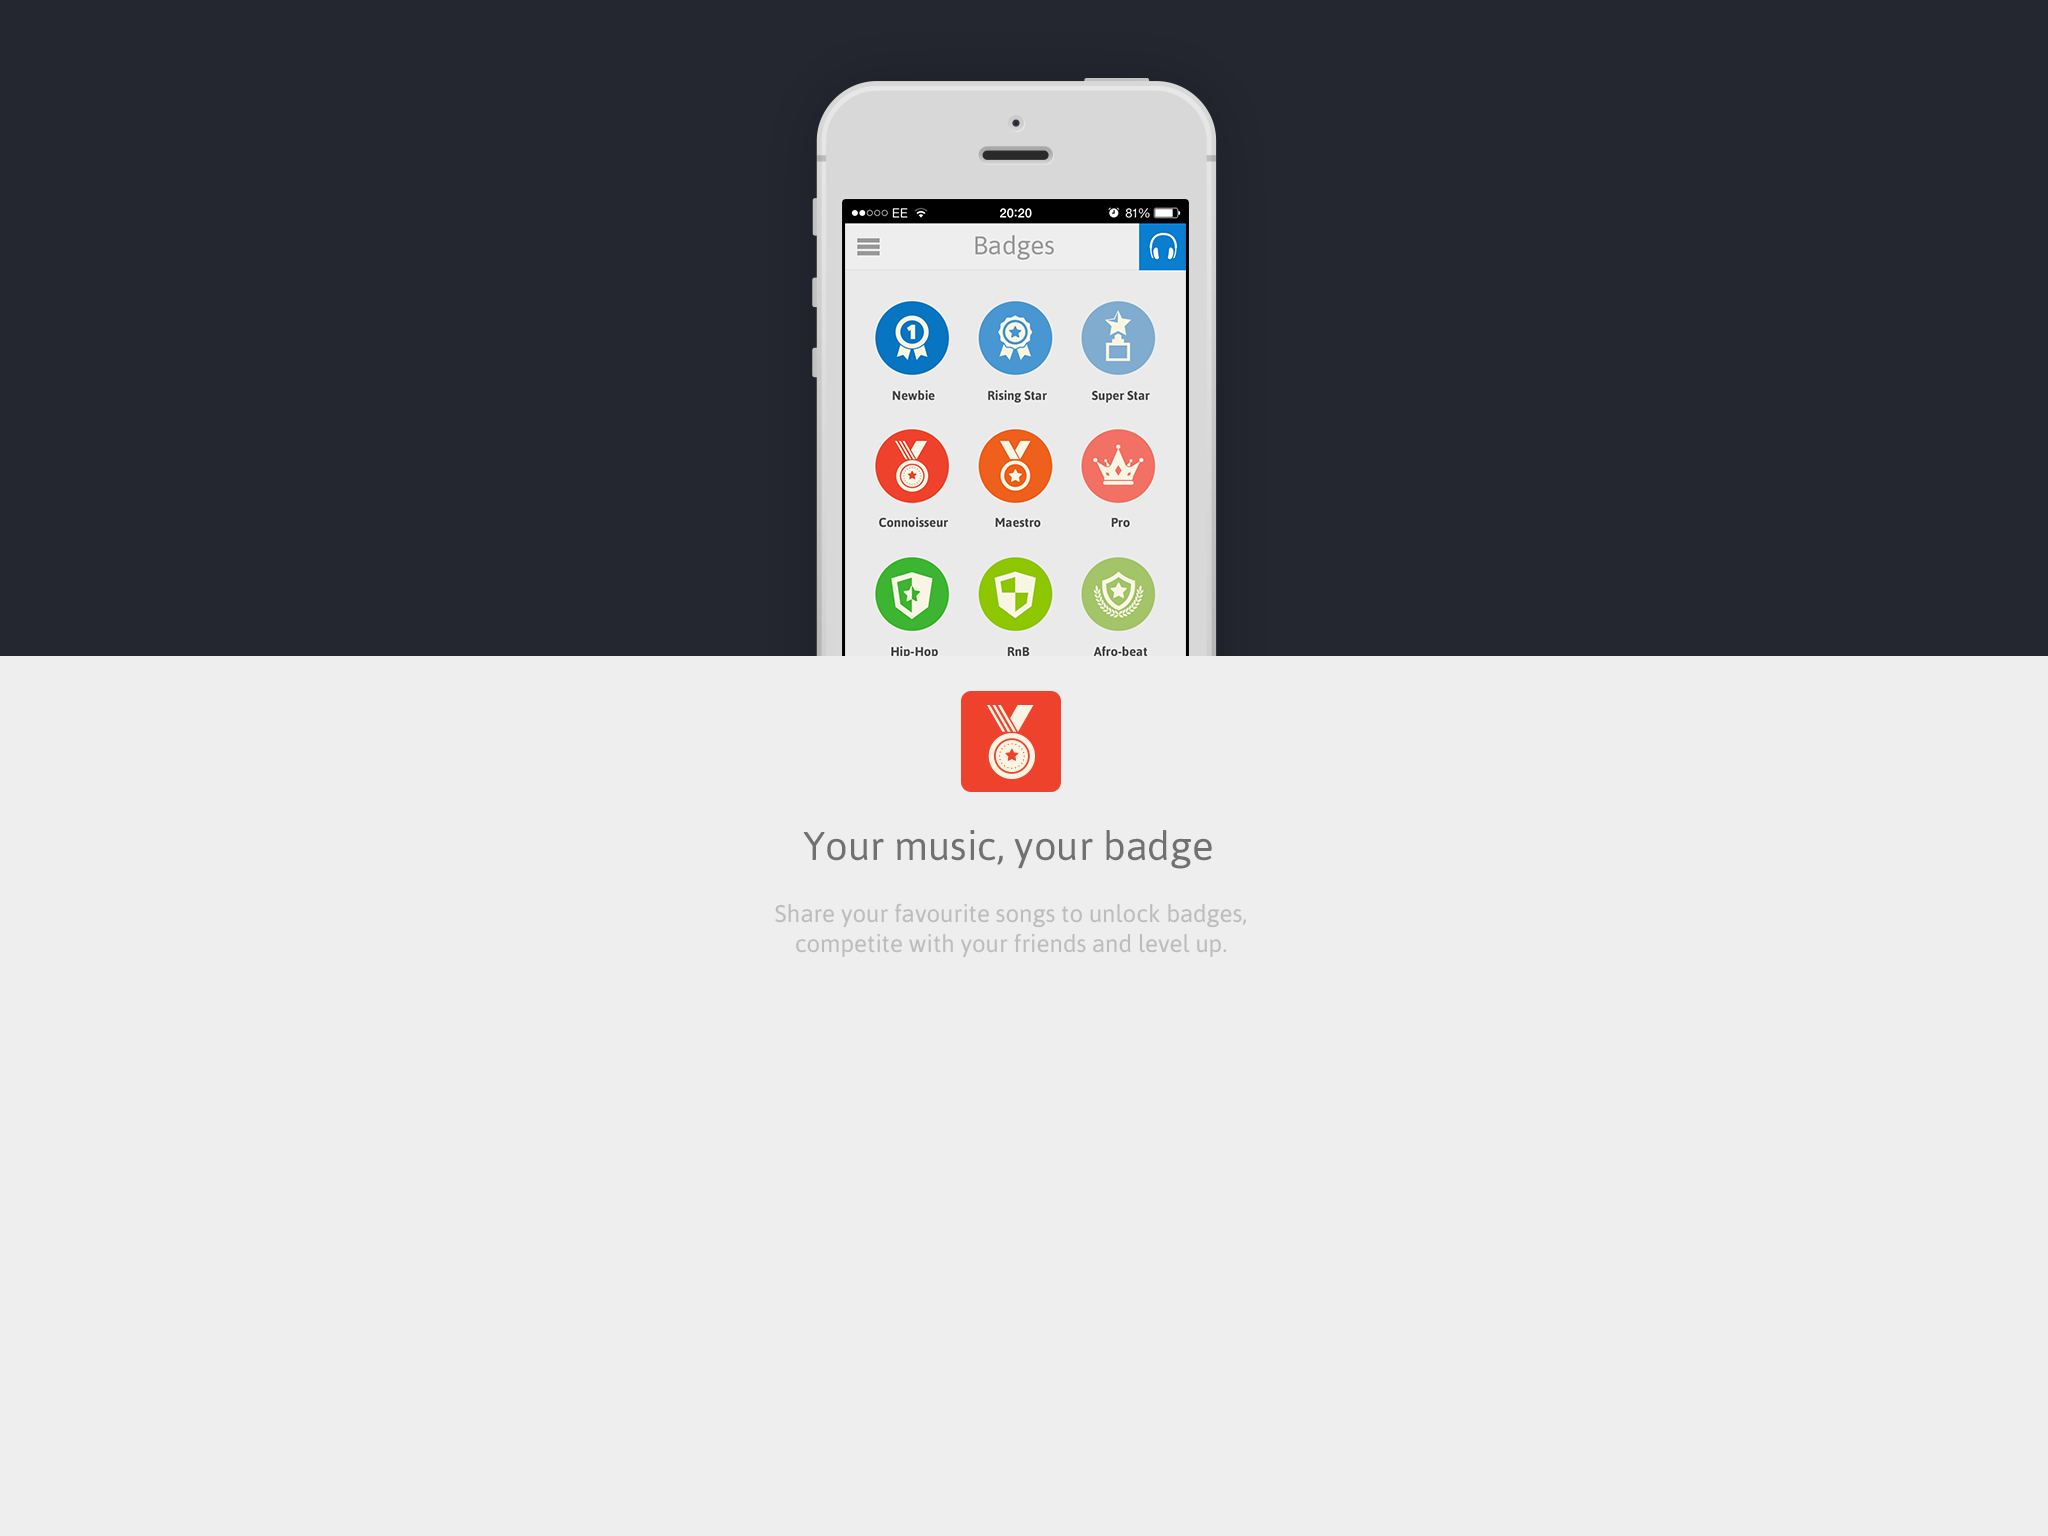 EE 20:20 81%
Badges
1
Newbie Rising Star Super Star
Connoisseur Maestro Pro
Hip-Hop RnB Afro-beat
Your music, your badge
Share your favourite songs to unlock badges,
competite with your friends and level up.